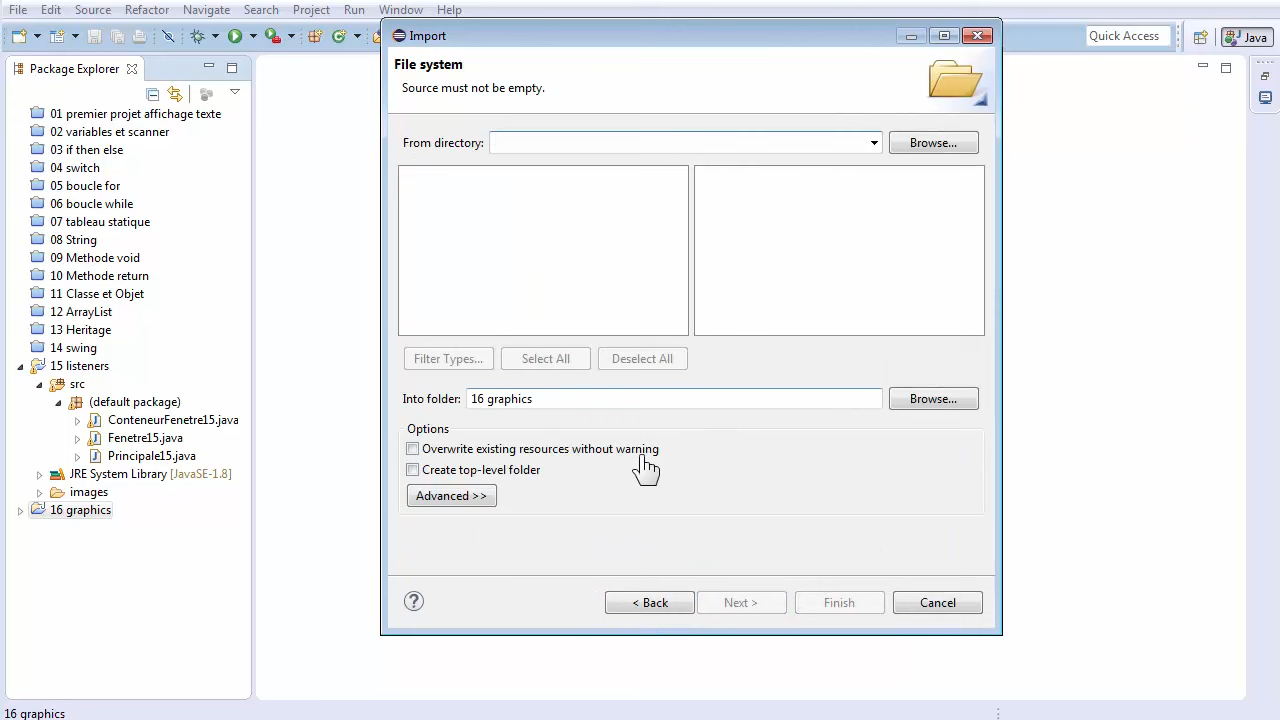 File Edit Source Refactor Navigate Search Project Run Window Help
Quick Access
Java
Package Explorer
01 premier projet affichage texte
02 variables et scanner
03 if then else
04 switch
05 boucle for
06 boucle while
07 tableau statique
08 String
09 Methode void
10 Methode return
11 Classe et Objet
12 ArrayList
13 Heritage
14 swing
15 listeners
src
(default package)
ConteneurFenetre15.java
Fenetre15.java
Principale15.java
JRE System Library [JavaSE-1.8]
images
16 graphics
Import
File system
Source must not be empty.
From directory:
Browse...
Filter Types...
Select All
Deselect All
Into folder:
16 graphics
Browse...
Options
Overwrite existing resources without warning
Create top-level folder
Advanced >>
?
< Back
Next >
Finish
Cancel
16 graphics